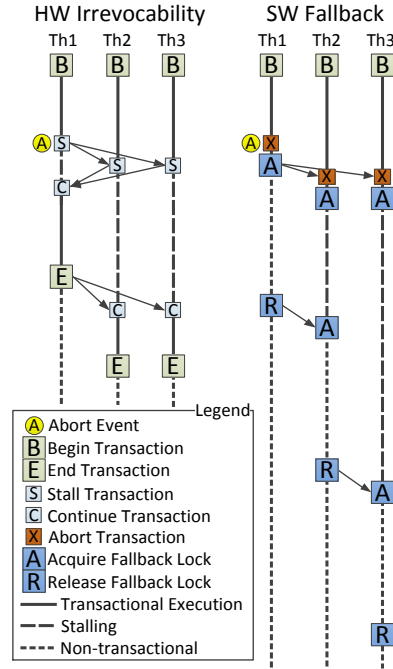 HW Irrevocability SW Fallback
Th1 Th2 Th3 Th1 Th2 Th3
B B B B B B
A S A X
S S A X X
C A A
E R
C C A
E E
Legend
A Abort Event
B Begin Transaction
E End Transaction
S Stall Transaction
C Continue Transaction
X Abort Transaction
A Acquire Fallback Lock
R Release Fallback Lock
Transactional Execution
Stalling
Non-transactional
R
A
R